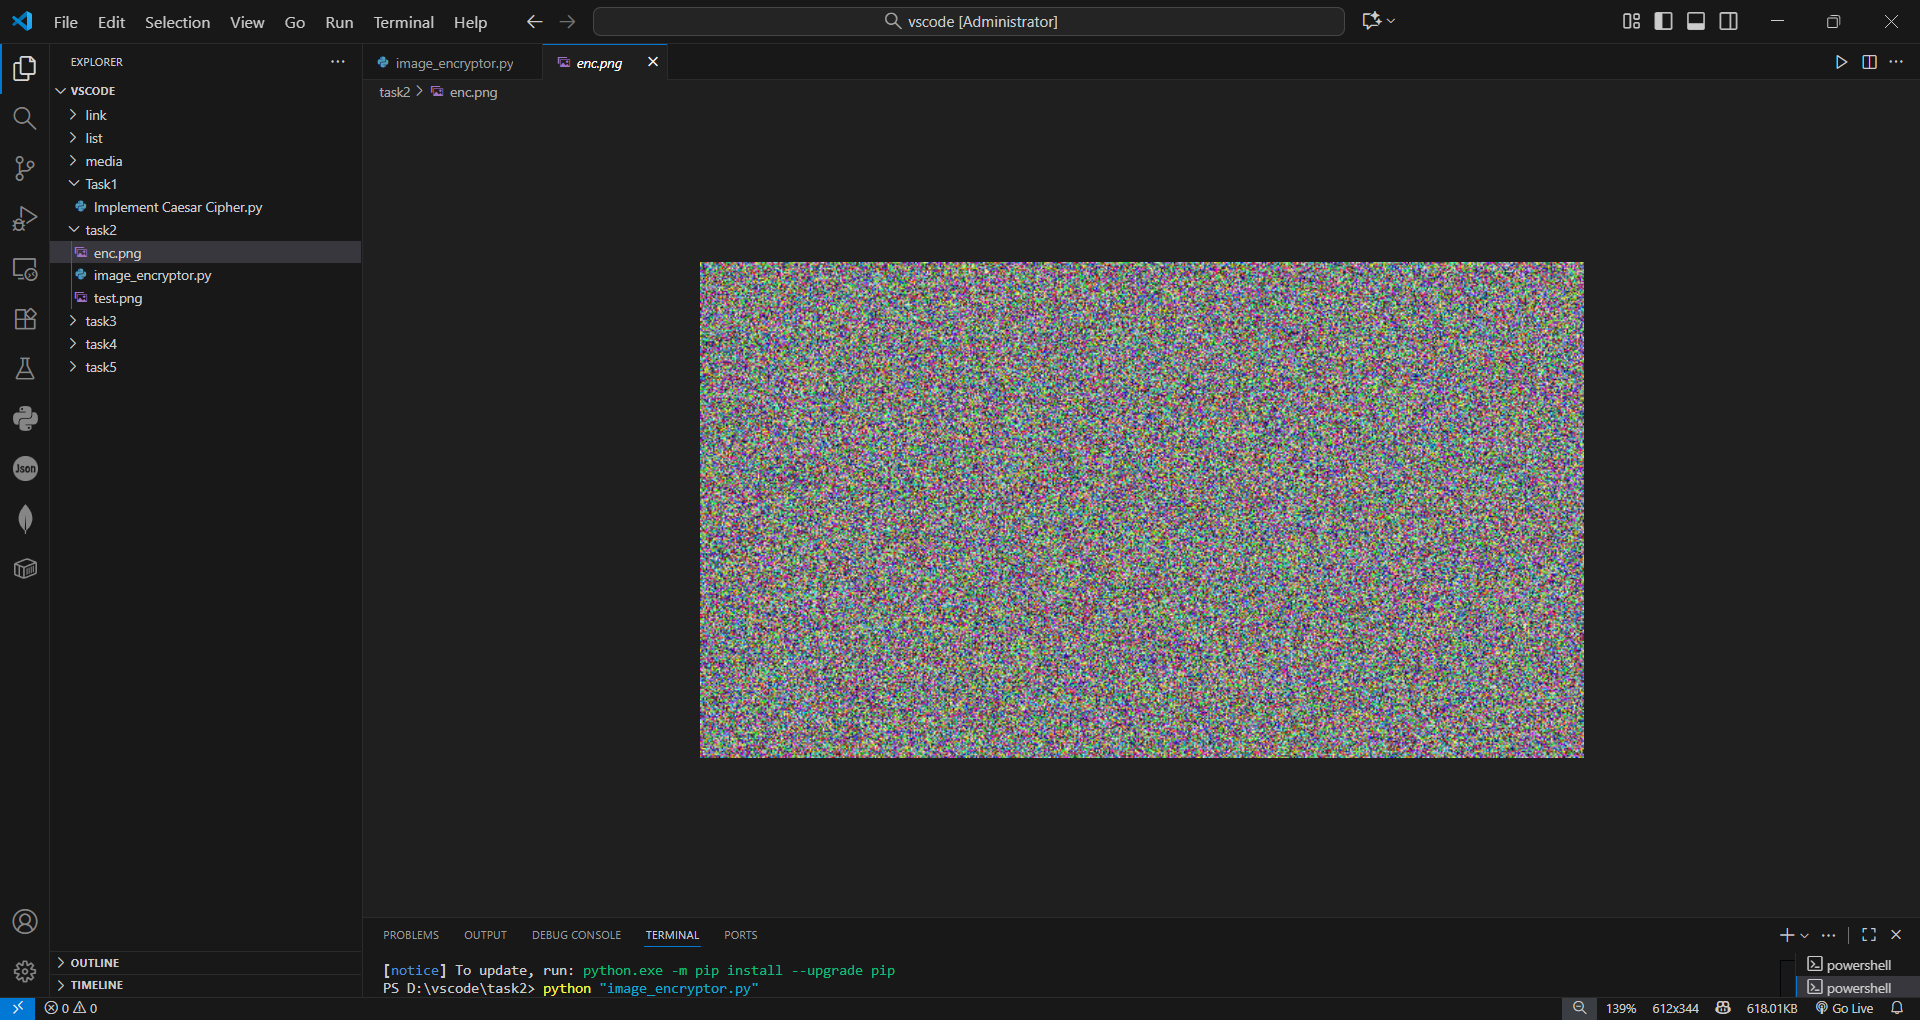 File Edit Selection View Go Run Terminal Help
vscode [Administrator]
EXPLORER
VSCODE
link
list
media
Task1
Implement Caesar Cipher.py
task2
enc.png
image_encryptor.py
test.png
task3
task4
task5
OUTLINE
TIMELINE
Json
image_encryptor.py
enc.png
task2 > enc.png
PROBLEMS OUTPUT DEBUG CONSOLE TERMINAL PORTS
[notice] To update, run: python.exe -m pip install --upgrade pip
PS D:\vscode\task2> python "image_encryptor.py"
powershell
powershell
0 0
139% 612x344 618.01KB Go Live